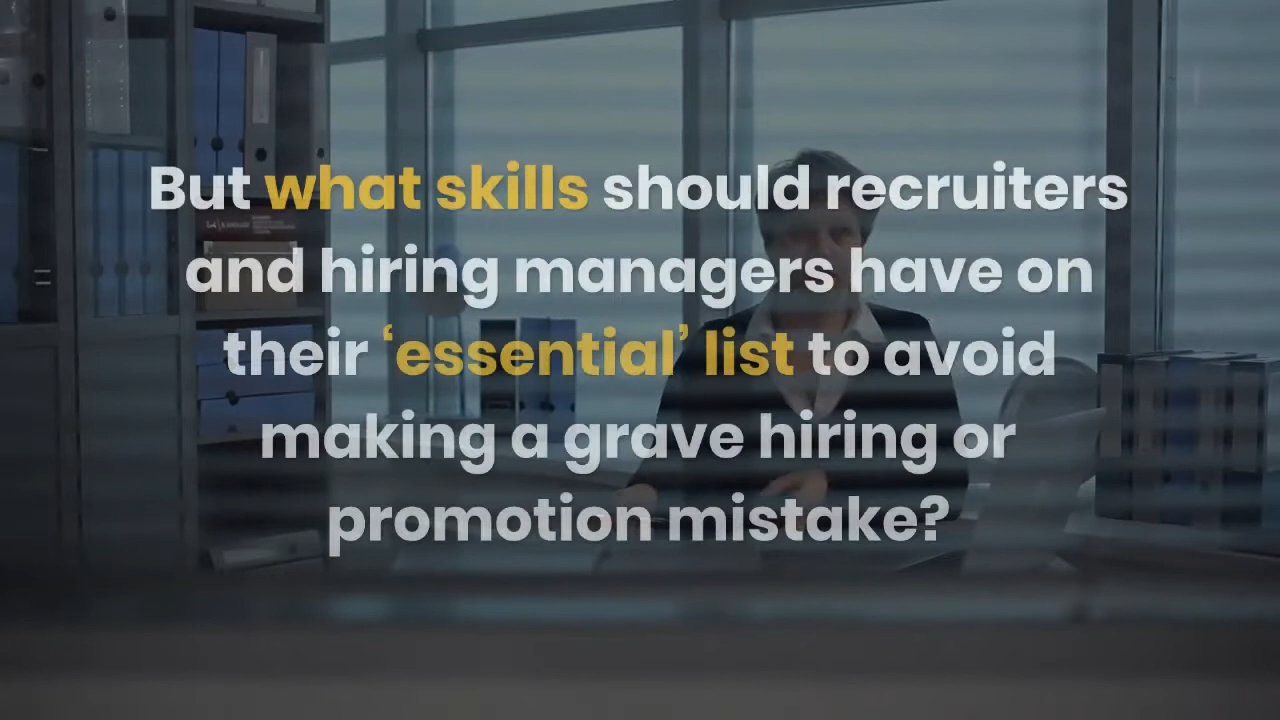 But what skills should recruiters
and hiring managers have on
their ‘essential’ list to avoid
making a grave hiring or
promotion mistake?